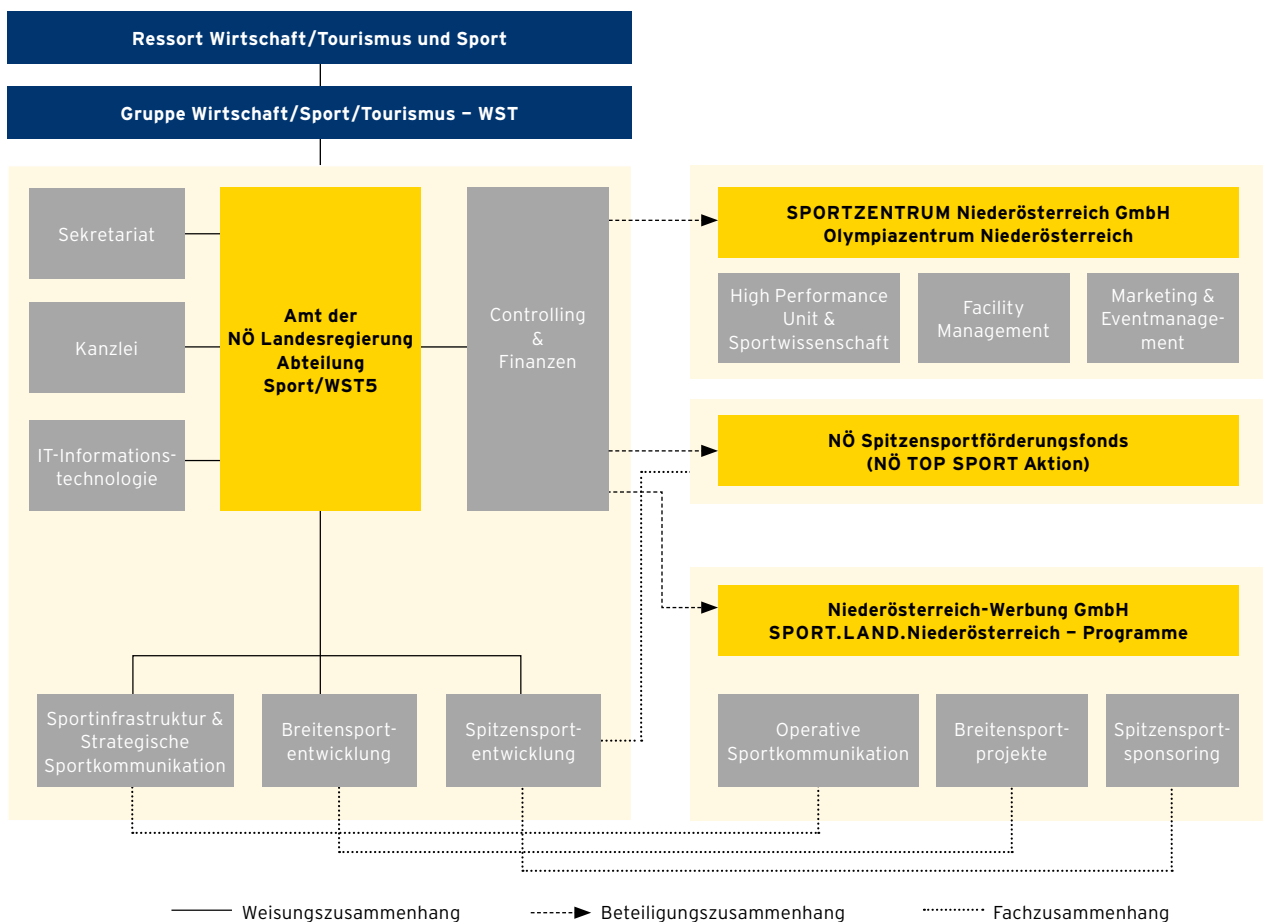 Ressort Wirtschaft/Tourismus und Sport
Gruppe Wirtschaft/Sport/Tourismus – WST
Sekretariat
Kanzlei
IT-Informations-
technologie
Amt der
NÖ Landesregierung
Abteilung
Sport/WST5
Controlling
&
Finanzen
Sportinfrastruktur &
Strategische
Sportkommunikation
Breitensport-
entwicklung
Spitzensport-
entwicklung
SPORTZENTRUM Niederösterreich GmbH
Olympiazentrum Niederösterreich
High Performance
Unit &
Sportwissenschaft
Facility
Management
Marketing &
Eventmanage-
ment
NÖ Spitzensportförderungsfonds
(NÖ TOP SPORT Aktion)
Niederösterreich-Werbung GmbH
SPORT.LAND.Niederösterreich – Programme
Operative
Sportkommunikation
Breitensport-
projekte
Spitzensport-
sponsoring
Weisungszusammenhang
Beteiligungszusammenhang
Fachzusammenhang